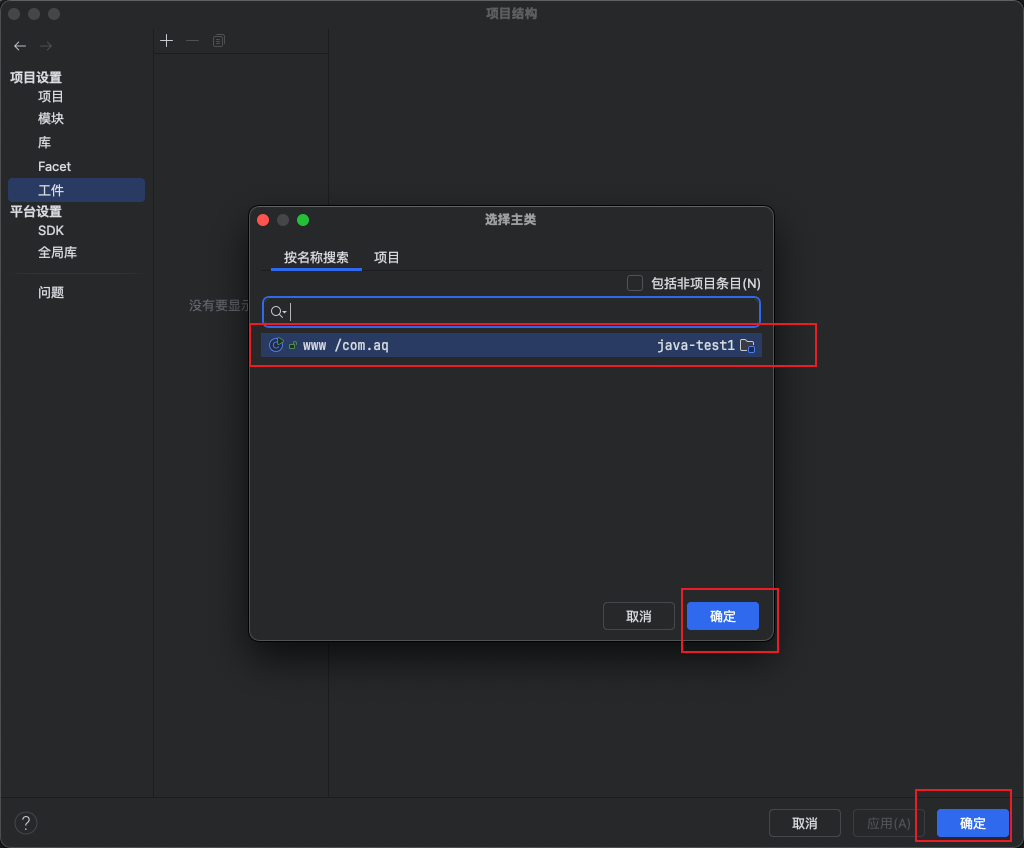 项目结构
项目设置
项目
模块
库
Facet
工件
平台设置
SDK
全局库
问题
没有要显示
选择主类
按名称搜索 项目
包括非项目条目(N)
www /com.aq java-test1
取消 确定
? 取消 应用(A) 确定